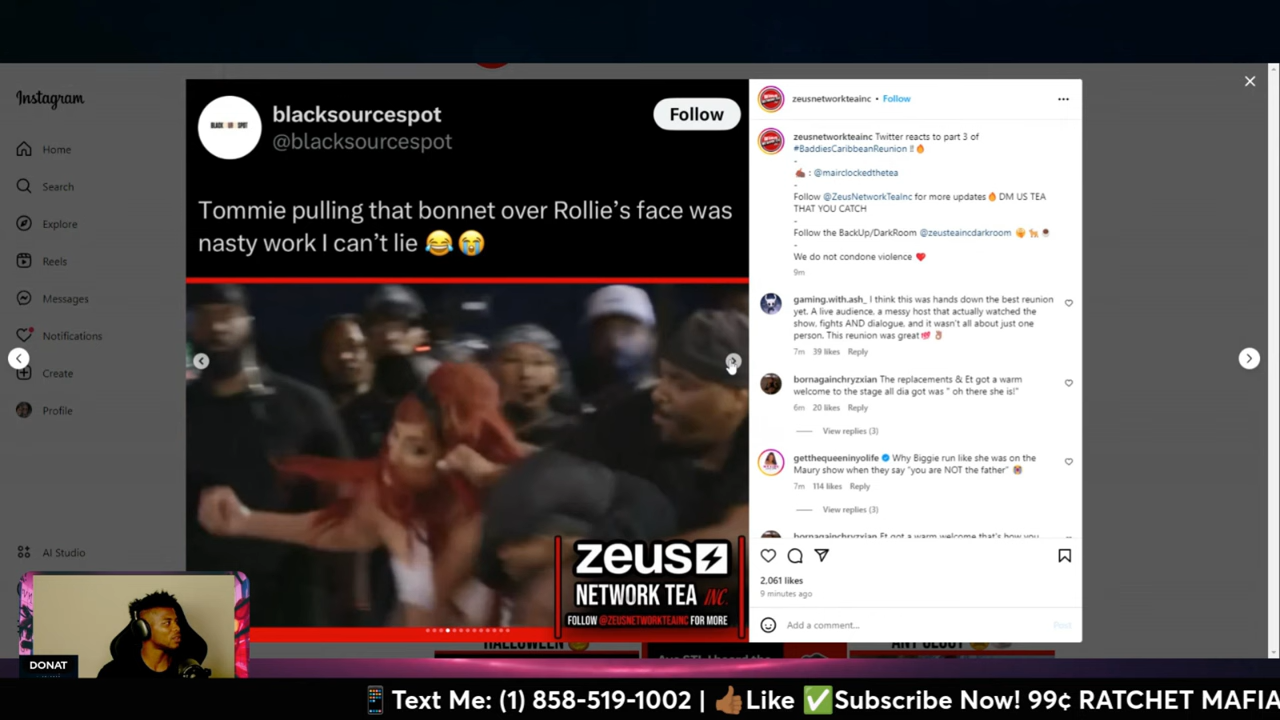 Instagram
Home
Search
Explore
Reels
Messages
Notifications
Create
Profile
AI Studio
BLACK SOUR SPOT
blacksourcespot
@blacksourcespot
Follow
Tommie pulling that bonnet over Rollie’s face was
nasty work I can’t lie 😂😭
zeus
NETWORK TEA INC.
FOLLOW @ZEUSNETWORKTEAINC FOR MORE
zeusnetworkteainc • Follow
zeusnetworkteainc Twitter reacts to part 3 of
#BaddiesCaribbeanReunion ‼️🔥
-
: @mairclockedthetea
-
Follow @ZeusNetworkTeaInc for more updates🔥 DM US TEA
THAT YOU CATCH
-
Follow the BackUp/DarkRoom @zeusteaincdarkroom
-
We do not condone violence ❤️
9m
gaming.with.ash_ I think this was hands down the best reunion
yet. A live audience, a messy host that actually watched the
show, fights AND dialogue, and it wasn't all about just one
person. This reunion was great
7m 39 likes Reply
bornagainchryzxian The replacements & Et got a warm
welcome to the stage all dia got was " oh there she is!"
6m 20 likes Reply
View replies (3)
getthequeeninyolife Why Biggie run like she was on the
Maury show when they say "you are NOT the father"
7m 114 likes Reply
View replies (3)
bornagainchryzxian Et got a warm welcome that's how you
2,061 likes
9 minutes ago
Add a comment...
Post
HALLOWEEN
DONAT
📱Text Me: (1) 858-519-1002 | 👍🏾Like ✅Subscribe Now! 99¢ RATCHET MAFIA